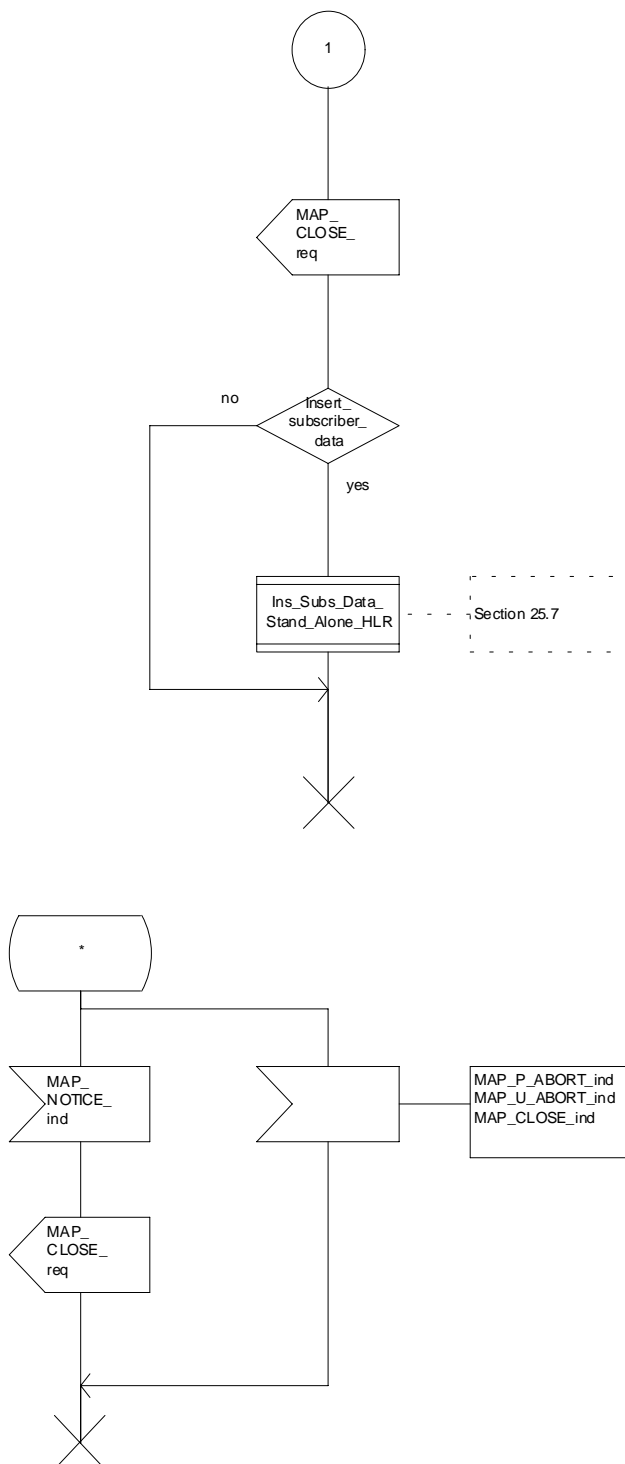 1
MAP_
CLOSE_
req
no
Insert_
subscriber_
data
yes
Ins_Subs_Data_
Stand_Alone_HLR
Section 25.7
*
MAP_
NOTICE_
ind
MAP_P_ABORT_ind
MAP_U_ABORT_ind
MAP_CLOSE_ind
MAP_
CLOSE_
req